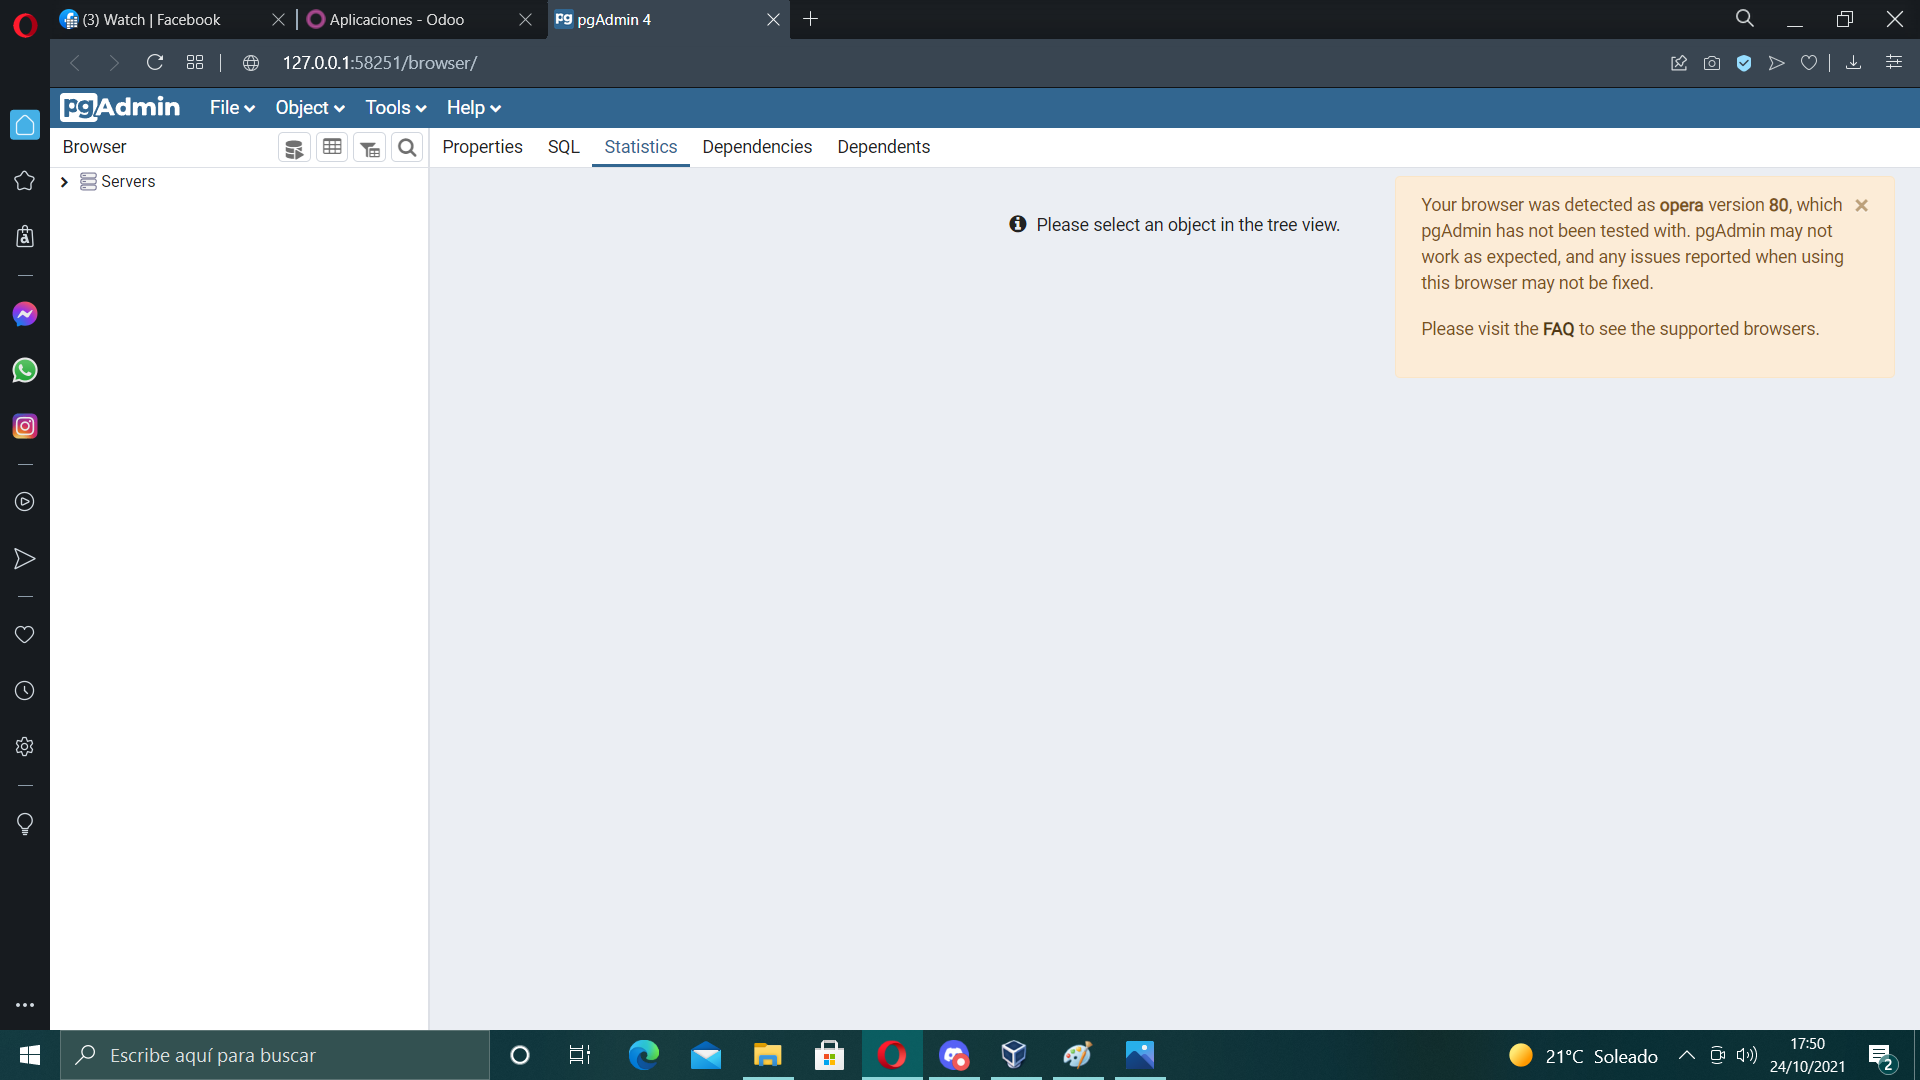 (3) Watch | Facebook
Aplicaciones - Odoo
pgAdmin 4
127.0.0.1:58251/browser/
pgAdmin
File
Object
Tools
Help
Browser
Properties
SQL
Statistics
Dependencies
Dependents
Servers
Please select an object in the tree view.
Your browser was detected as opera version 80, which
pgAdmin has not been tested with. pgAdmin may not
work as expected, and any issues reported when using
this browser may not be fixed.
Please visit the FAQ to see the supported browsers.
Escribe aquí para buscar
21°C Soleado
17:50
24/10/2021
2